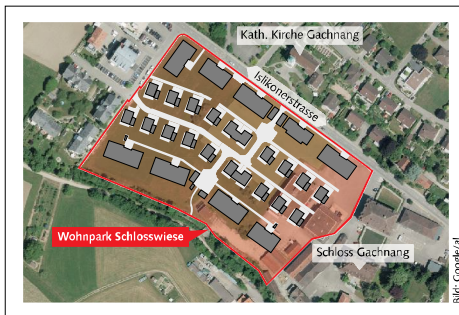 Kath. Kirche Gachnang
Islikonerstrasse
Wohnpark Schlosswiese
Schloss Gachnang
Bild: Google/al